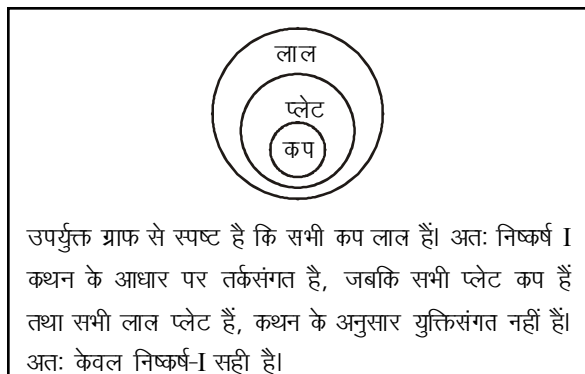 लाल
प्लेट
कप
उपर्युक्त ग्राफ से स्पष्ट है कि सभी कप लाल हैं। अतः निष्कर्ष I
कथन के आधार पर तर्कसंगत है, जबकि सभी प्लेट कप हैं
तथा सभी लाल प्लेट हैं, कथन के अनुसार युक्तिसंगत नहीं हैं।
अतः केवल निष्कर्ष-I सही है।